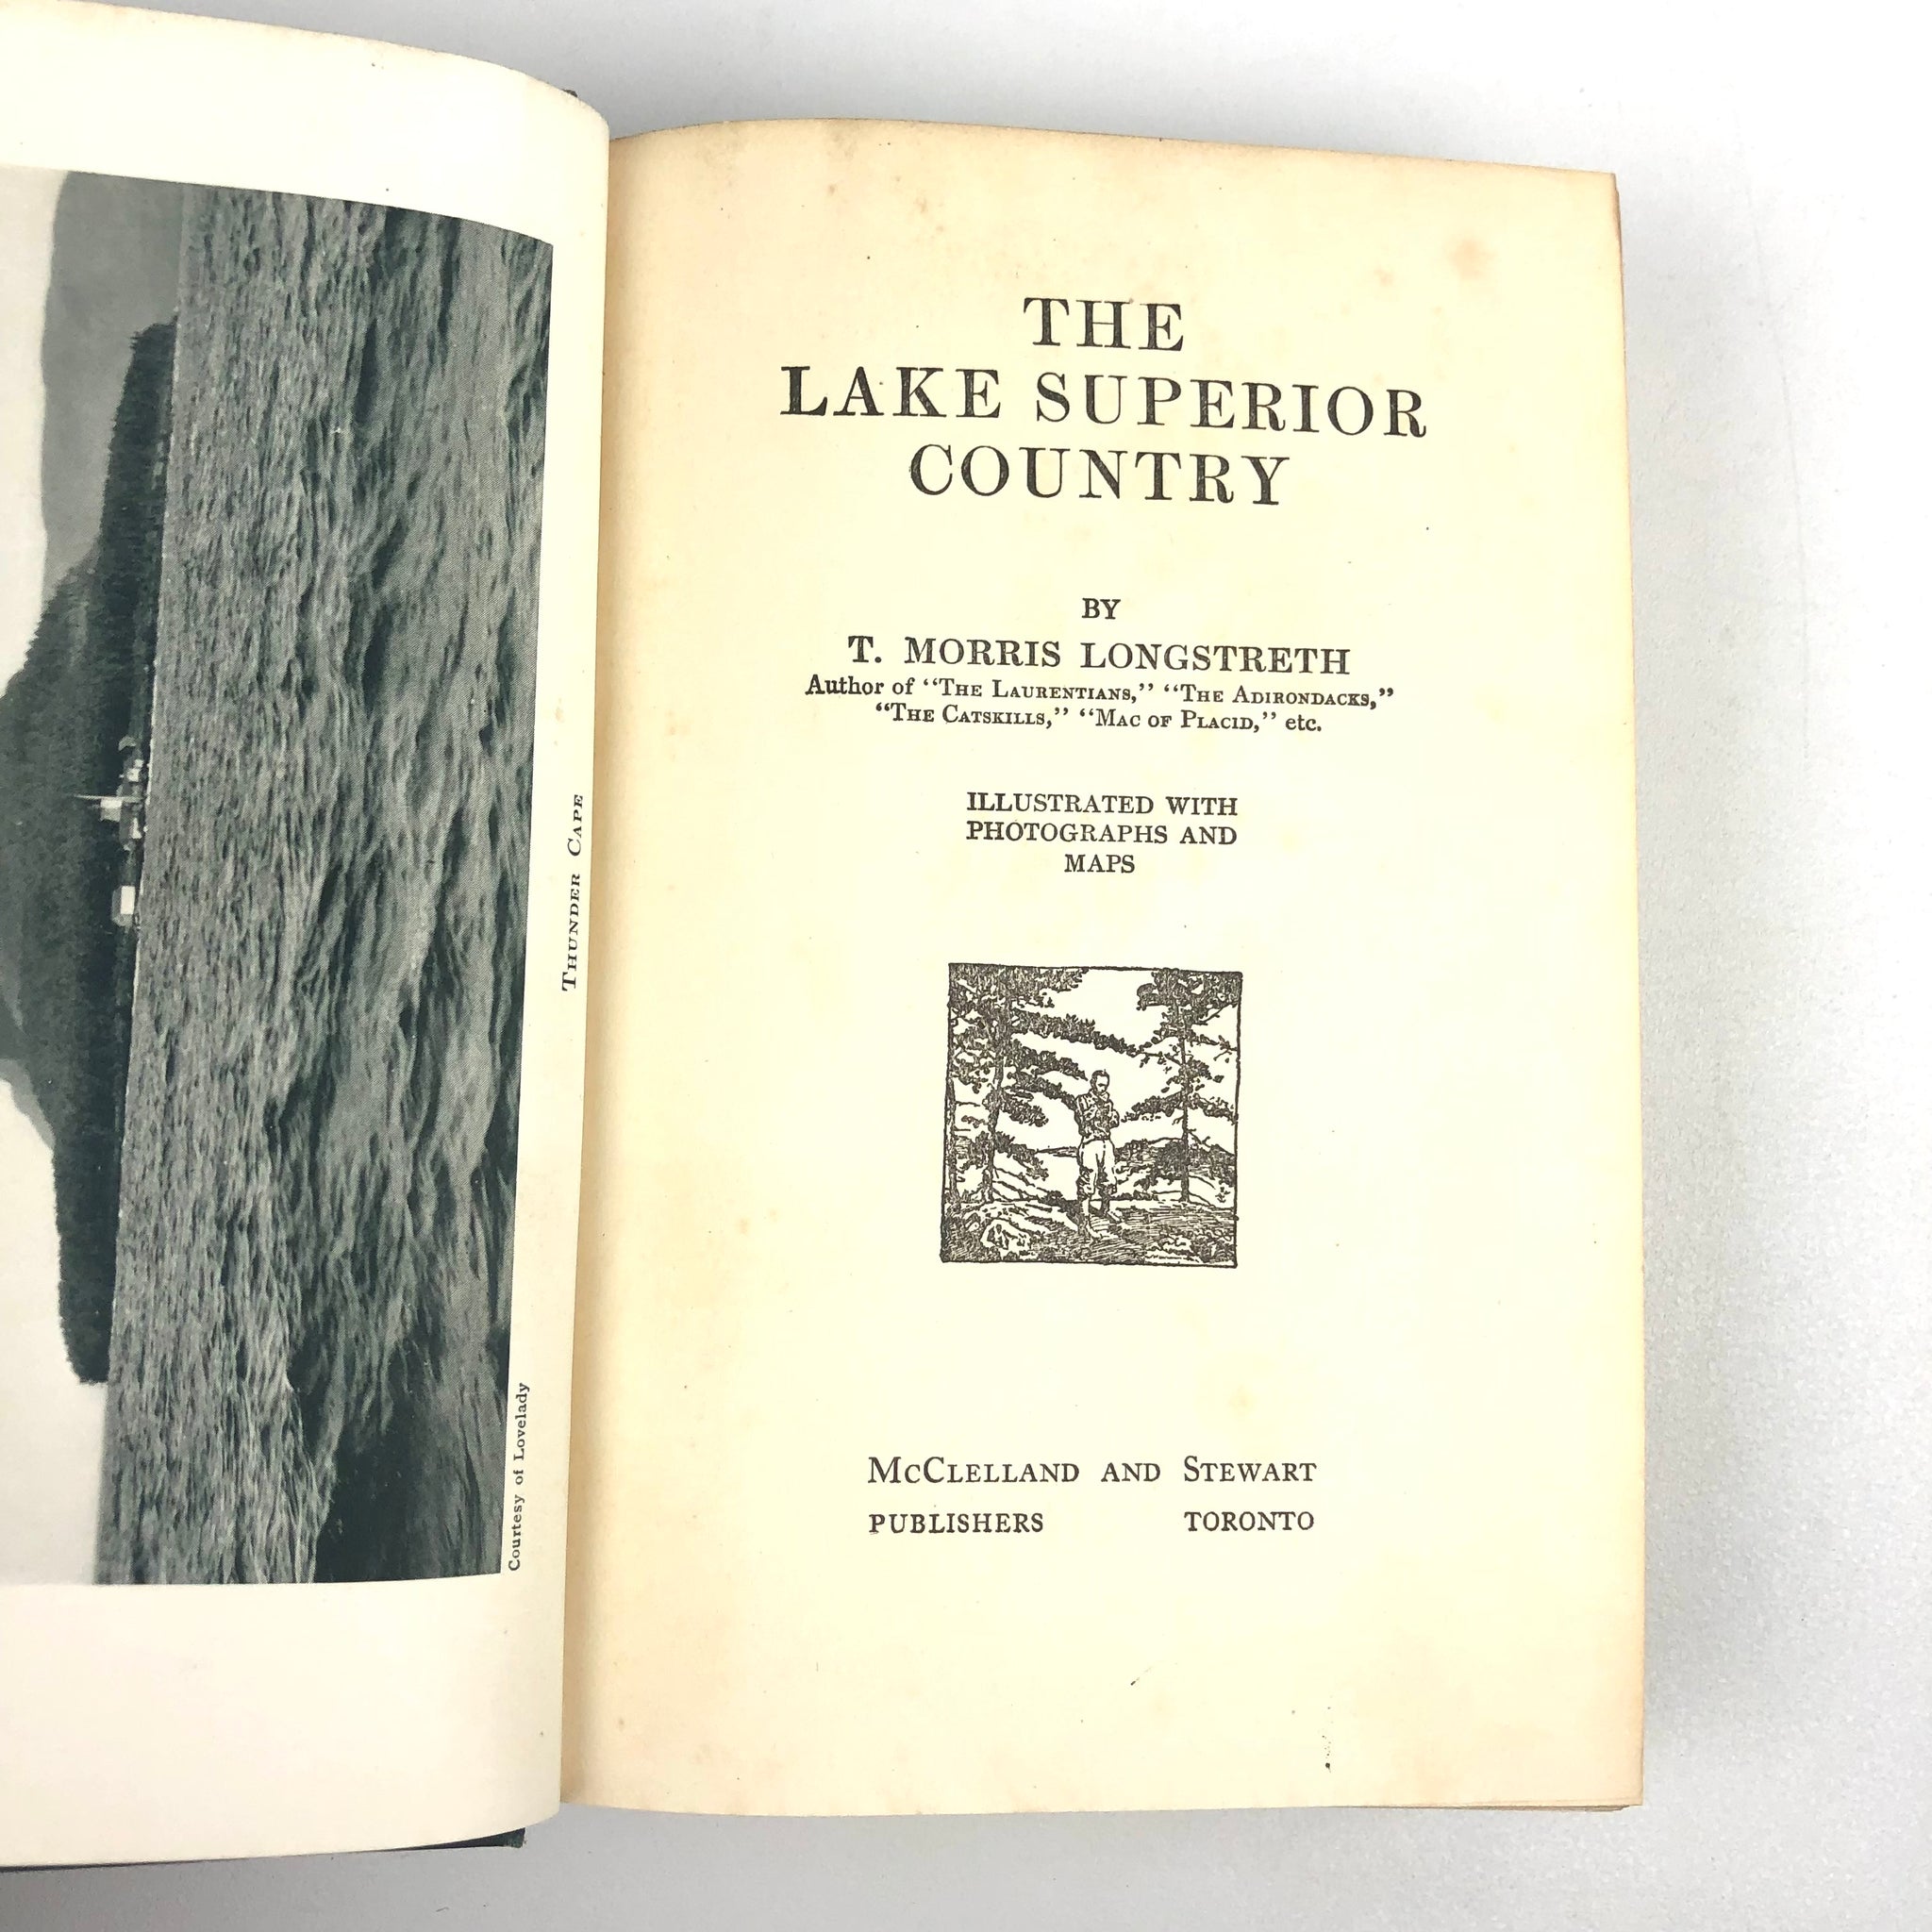 Courtesy of Lovelady
THUNDER CAPE
THE
LAKE SUPERIOR
COUNTRY
BY
T. MORRIS LONGSTRETH
Author of “THE LAURENTIANS,” “THE ADIRONDACKS,”
“THE CATSKILLS,” “MAC OF PLACID,” etc.
ILLUSTRATED WITH
PHOTOGRAPHS AND
MAPS
MCCLELLAND AND STEWART
PUBLISHERS TORONTO